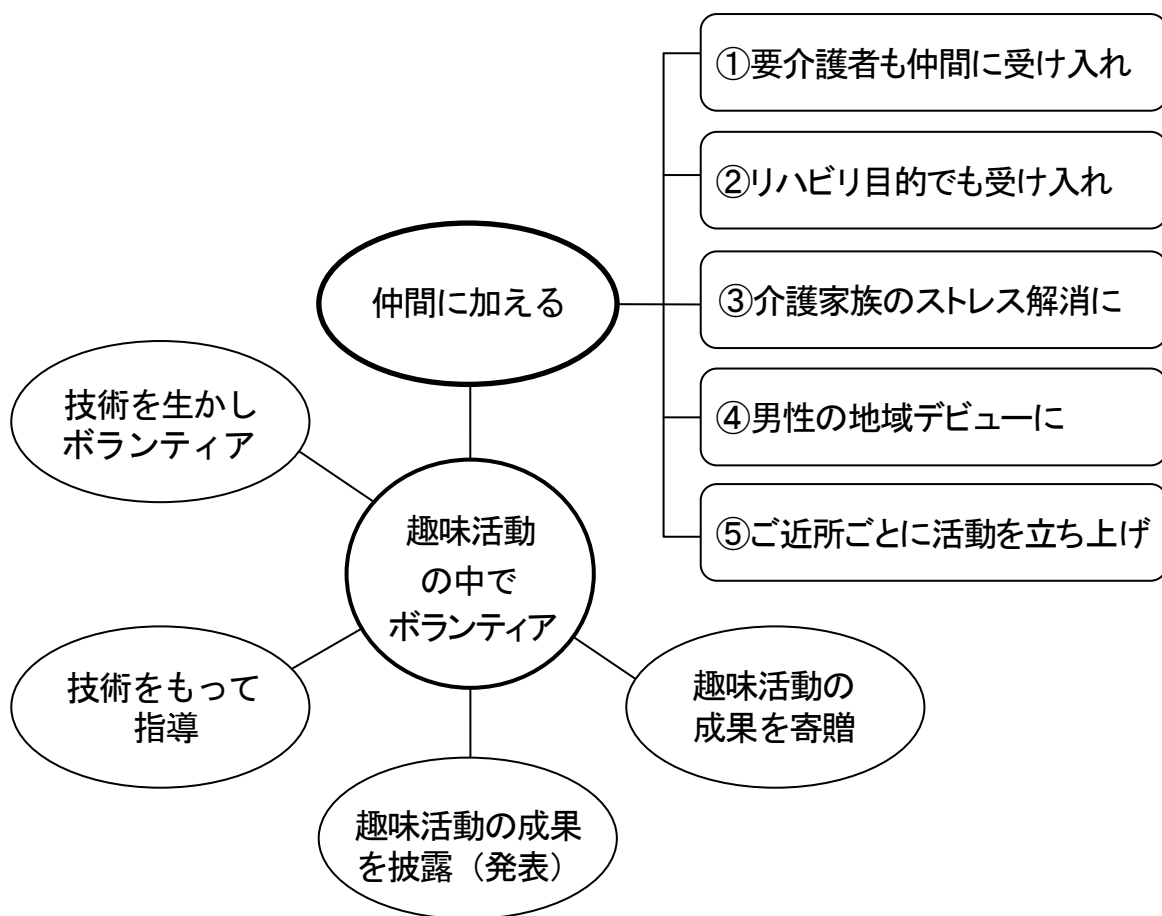 ①要介護者も仲間に受け入れ
②リハビリ目的でも受け入れ
仲間に加える
③介護家族のストレス解消に
技術を生かし
ボランティア
④男性の地域デビューに
趣味活動
の中で
ボランティア
⑤ご近所ごとに活動を立ち上げ
技術をもって
指導
趣味活動の
成果を寄贈
趣味活動の成果
を披露（発表）